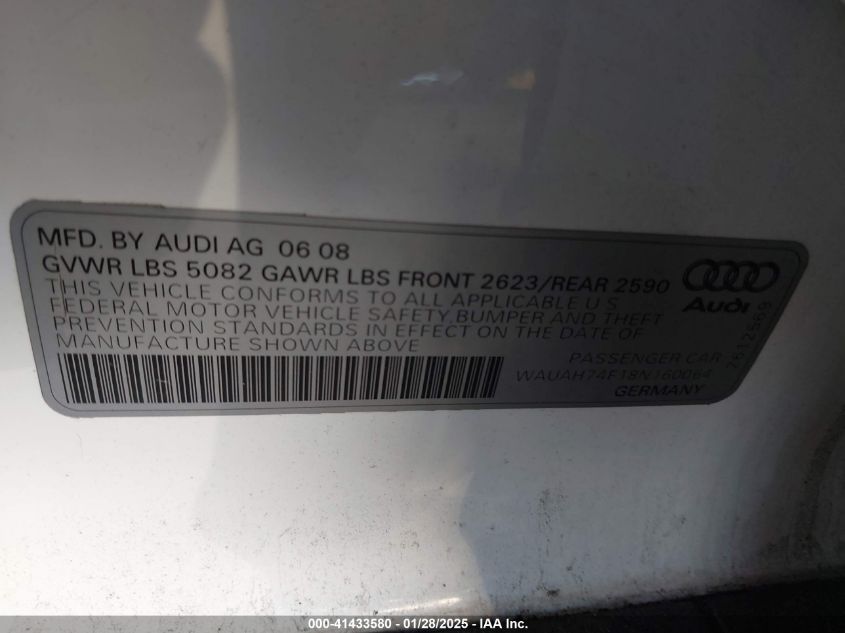 MFD. BY AUDI AG 06 08
GVWR LBS 5082 GAWR LBS FRONT 2623/REAR 2590
THIS VEHICLE CONFORMS TO ALL APPLICABLE U S
FEDERAL MOTOR VEHICLE SAFETY, BUMPER AND THEFT
PREVENTION STANDARDS IN EFFECT ON THE DATE OF
MANUFACTURE SHOWN ABOVE
PASSENGER CAR
WAUAH74F18N160064
GERMANY
Audi
7612569
000-41433580 - 01/28/2025 - IAA Inc.